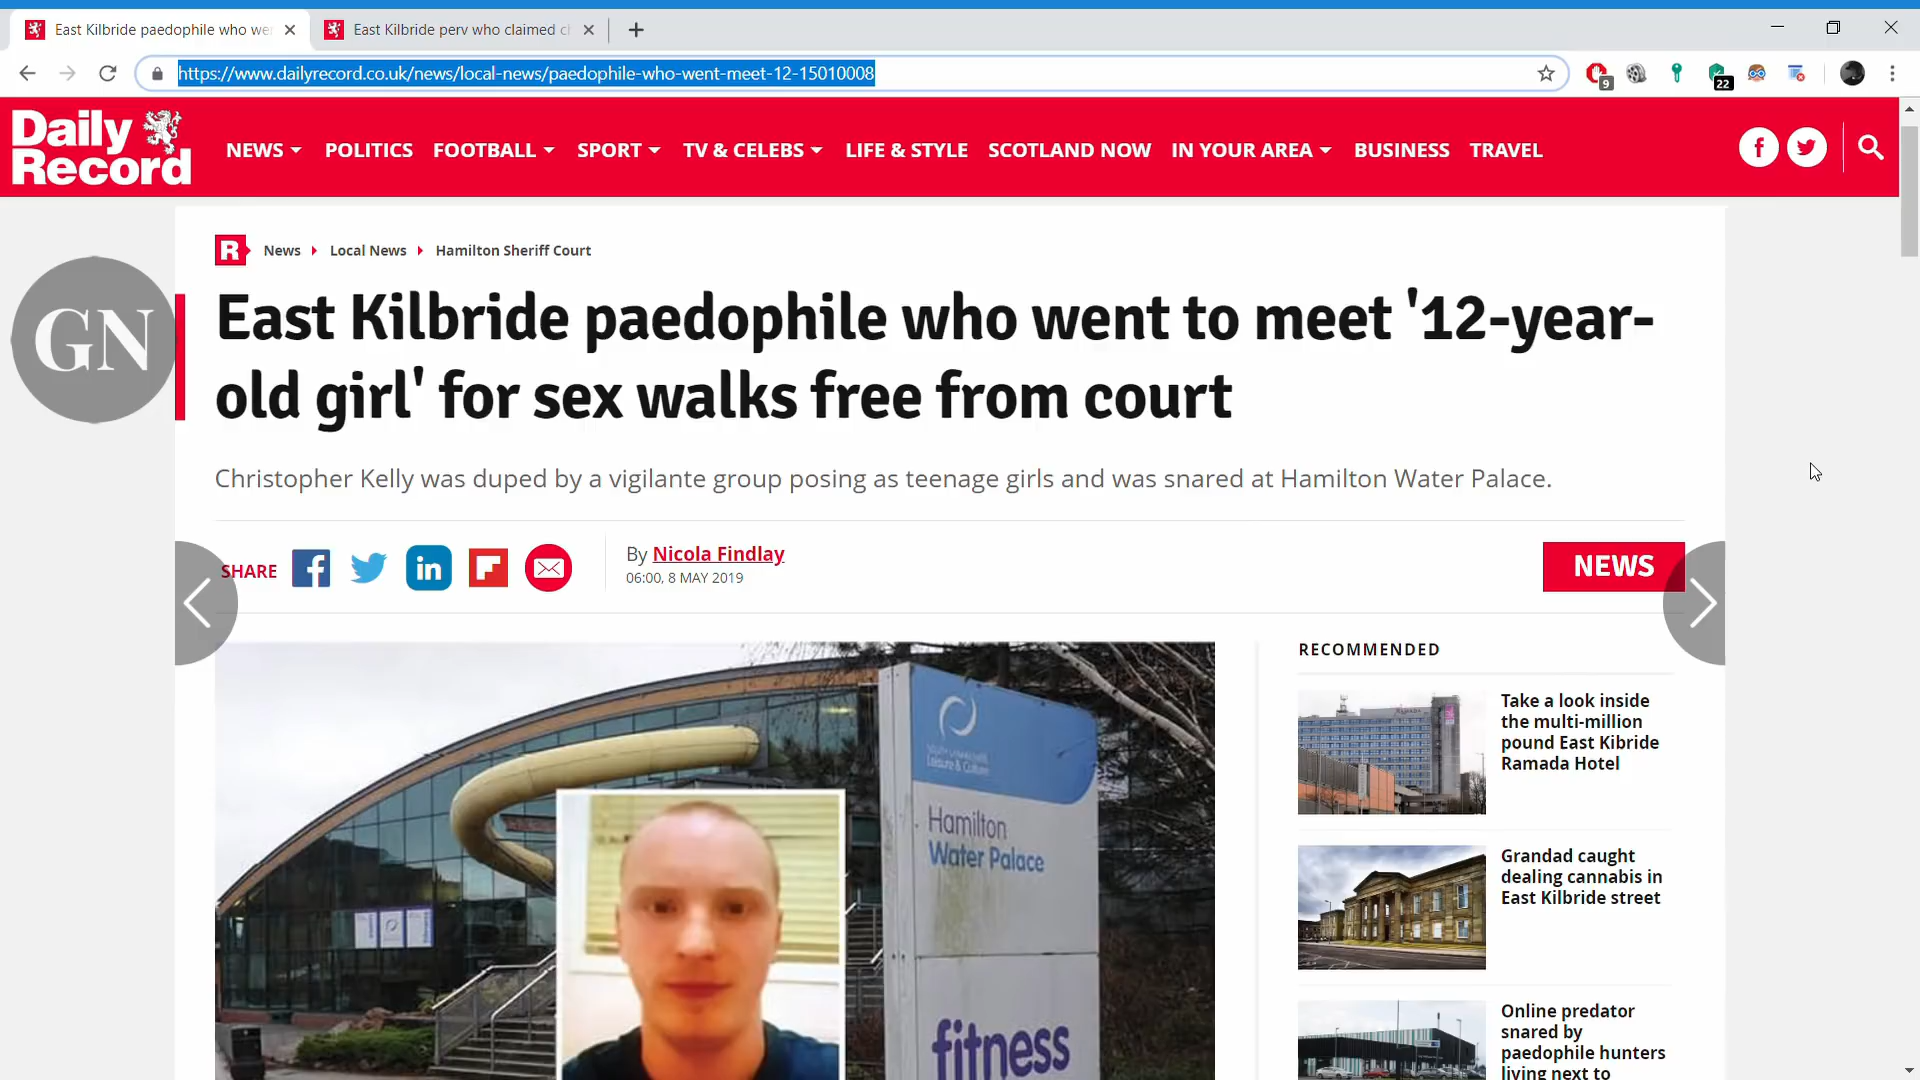 East Kilbride paedophile who we
East Kilbride perv who claimed c
https://www.dailyrecord.co.uk/news/local-news/paedophile-who-went-meet-12-15010008
9
22
Daily
Record
NEWS
POLITICS
FOOTBALL
SPORT
TV & CELEBS
LIFE & STYLE
SCOTLAND NOW
IN YOUR AREA
BUSINESS
TRAVEL
R
News
Local News
Hamilton Sheriff Court
GN
East Kilbride paedophile who went to meet '12-year-
old girl' for sex walks free from court
Christopher Kelly was duped by a vigilante group posing as teenage girls and was snared at Hamilton Water Palace.
SHARE
in
By Nicola Findlay
06:00, 8 MAY 2019
NEWS
Leisure & Culture
Hamilton
Water Palace
fitness
RECOMMENDED
Take a look inside
the multi-million
pound East Kibride
Ramada Hotel
Grandad caught
dealing cannabis in
East Kilbride street
Online predator
snared by
paedophile hunters
living next to